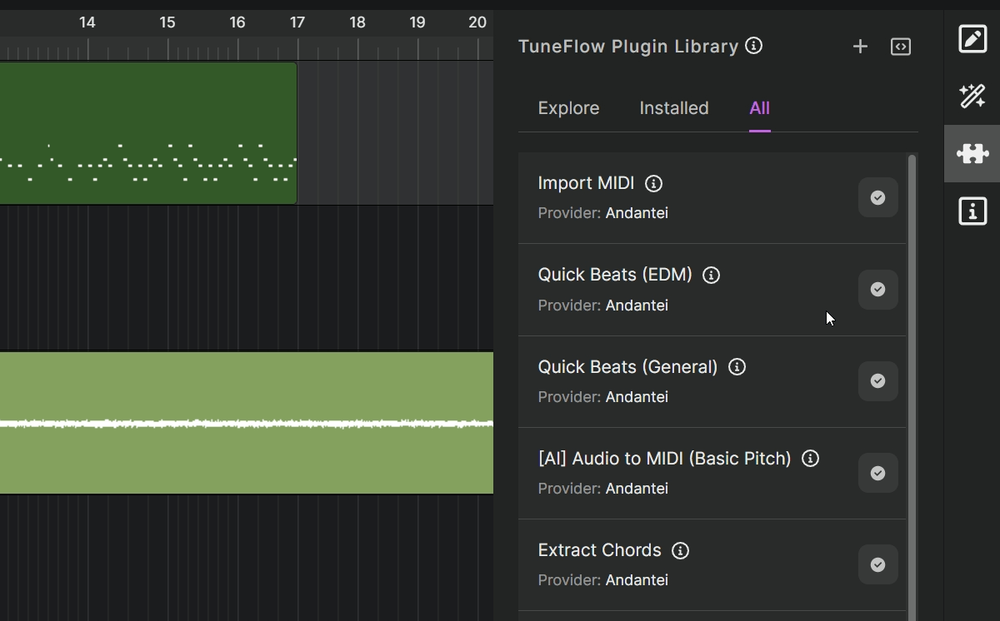 14 15 16 17 18 19 20
TuneFlow Plugin Library
Explore Installed All
Import MIDI
Provider: Andantei
Quick Beats (EDM)
Provider: Andantei
Quick Beats (General)
Provider: Andantei
[AI] Audio to MIDI (Basic Pitch)
Provider: Andantei
Extract Chords
Provider: Andantei